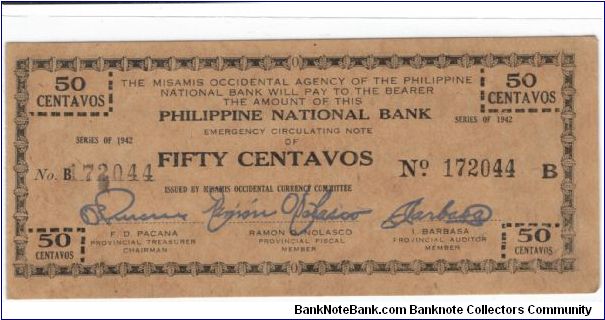 50 CENTAVOS
50 CENTAVOS
THE MISAMIS OCCIDENTAL AGENCY OF THE PHILIPPINE
NATIONAL BANK WILL PAY TO THE BEARER
THE AMOUNT OF THIS
PHILIPPINE NATIONAL BANK
SERIES OF 1942
EMERGENCY CIRCULATING NOTE
SERIES OF 1942
OF
FIFTY CENTAVOS
No. B 172044
No. 172044 B
ISSUED BY MISAMIS OCCIDENTAL CURRENCY COMMITTEE
F. D. PACANA
PROVINCIAL TREASURER
CHAIRMAN
RAMON O. NOLASCO
PROVINCIAL FISCAL
MEMBER
I. BARBASA
PROVINCIAL AUDITOR
MEMBER
50 CENTAVOS
50 CENTAVOS
BankNoteBank.com Banknote Collectors Community